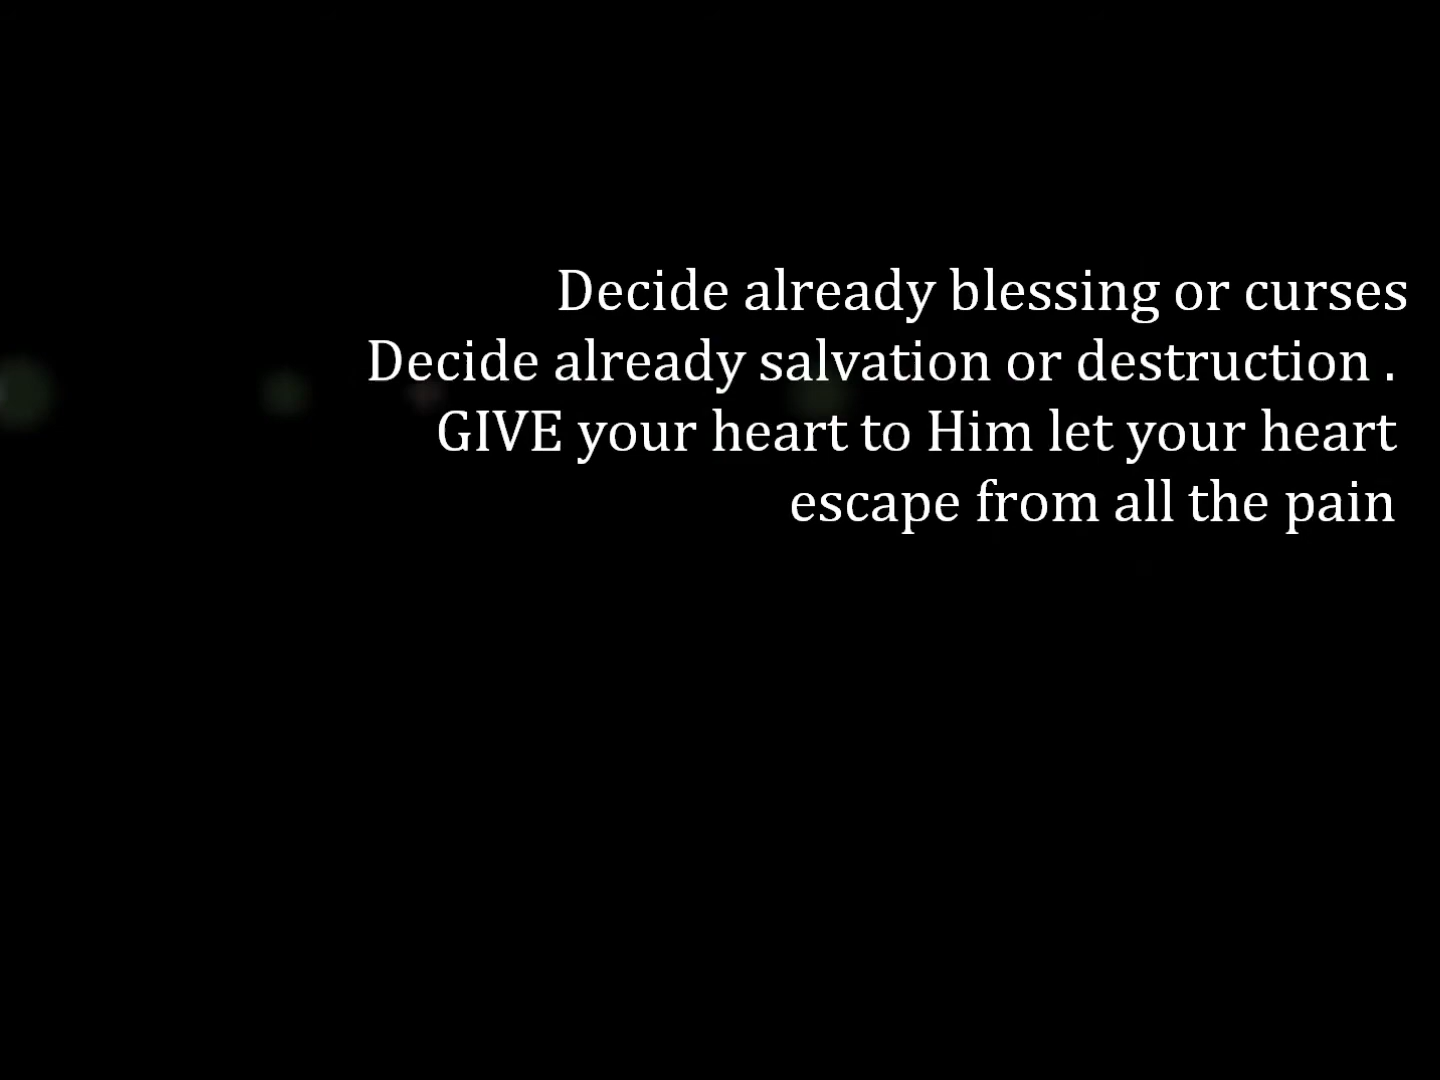 Decide already blessing or curses
Decide already salvation or destruction .
GIVE your heart to Him let your heart
escape from all the pain